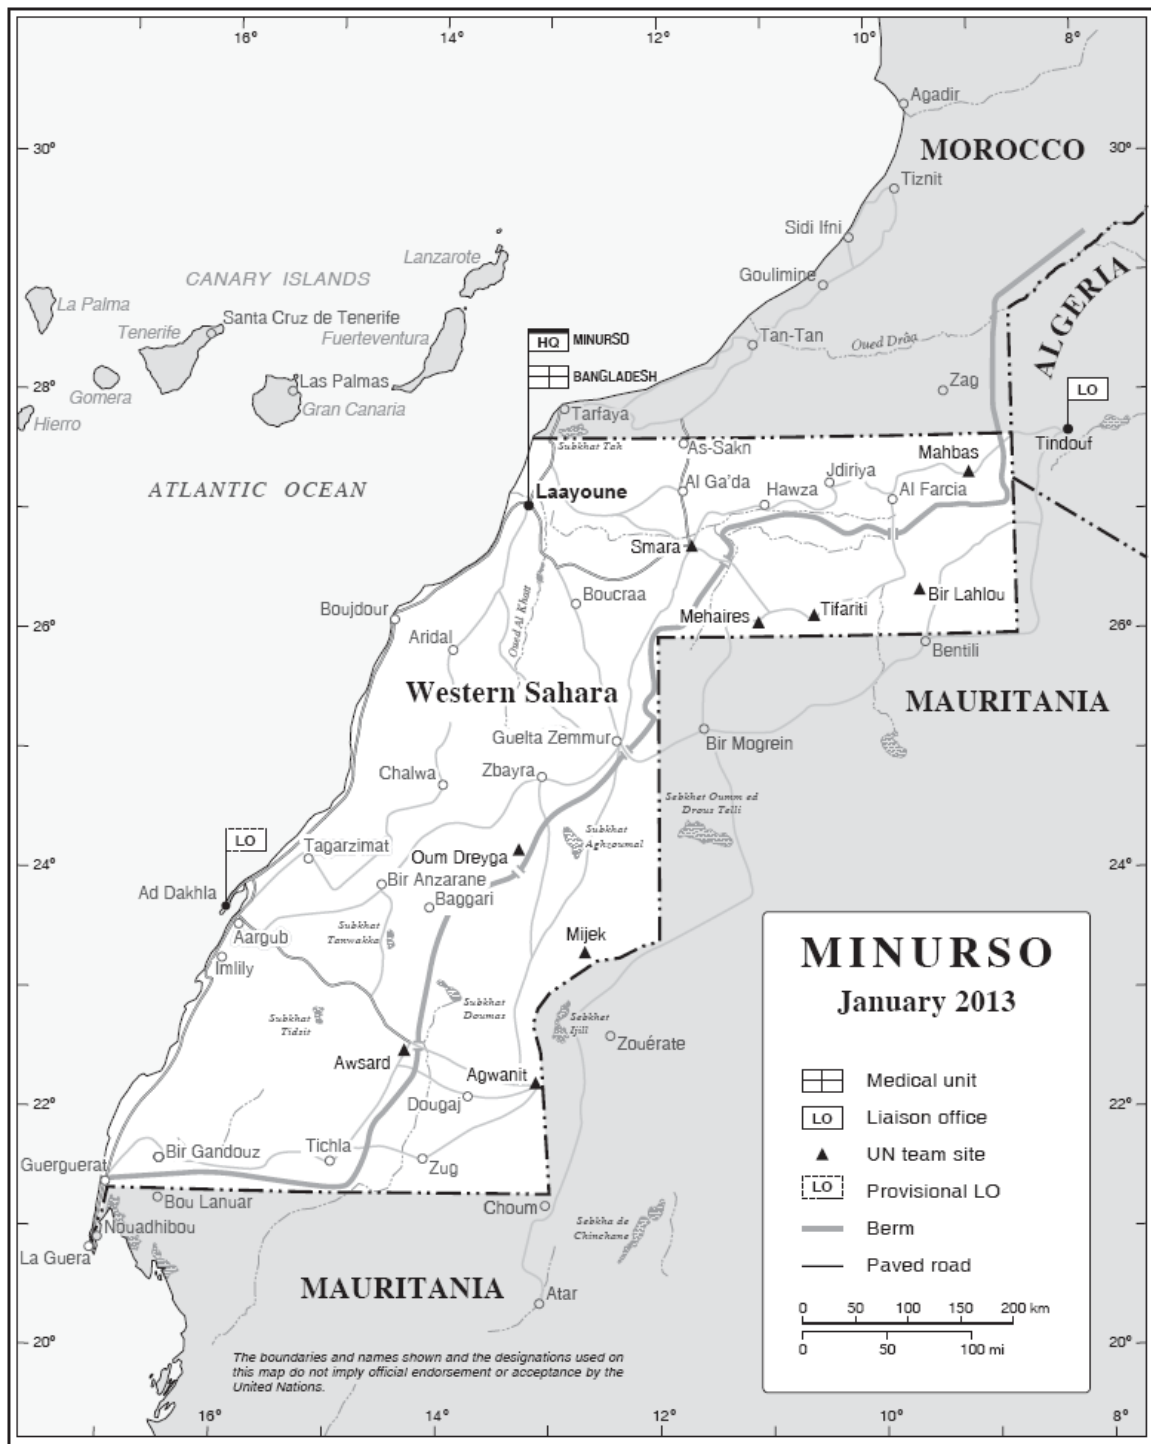 16°
14°
12°
10°
8°
Agadir
30°
MOROCCO
30°
Tiznit
Sidi Ifni
Lanzarote
Goulimine
CANARY ISLANDS
ALGERIA
La Palma
Santa Cruz de Tenerife
Tenerife
Fuerteventura
HQ
MINURSO
Tan-Tan
Oued Drâa
BANGLADESH
28°
Las Palmas
Zag
LO
Gomera
Gran Canaria
Tarfaya
Hierro
Tindouf
Subkhat Tah
As-Sakn
Mahbas
Jdiriya
ATLANTIC OCEAN
Laayoune
Al Ga'da
Hawza
Al Farcia
Smara
Boucraa
Bir Lahlou
Boujdour
Oued Al Khatt
Mehaires
Tifariti
26°
Aridal
Bentili
Western Sahara
MAURITANIA
Guelta Zemmur
Bir Mogrein
Chalwa
Zbayra
Sebkhet Oumm ed
Drous Telli
Subkhat
Aghzoumal
LO
Tagarzimat
Oum Dreyga
24°
24°
Ad Dakhla
Bir Anzarane
Baggari
Aargub
Subkhat
Tanwakka
Mijek
Imlily
MINURSO
January 2013
Subkhat
Daumas
Subkhat
Tidsit
Sebkhet
Ijill
Zouérate
Awsard
Agwanit
Medical unit
22°
Dougaj
22°
LO
Liaison office
Bir Gandouz
Tichla
Zug
UN team site
Guerguerat
LO
Provisional LO
Bou Lanuar
Choum
Nouadhibou
Sebkha de
Chinchane
Berm
La Guera
Paved road
MAURITANIA
Atar
0 50 100 150 200 km
0 50 100 mi
20°
20°
The boundaries and names shown and the designations used on
this map do not imply official endorsement or acceptance by the
United Nations.
16°
14°
12°
10°
8°